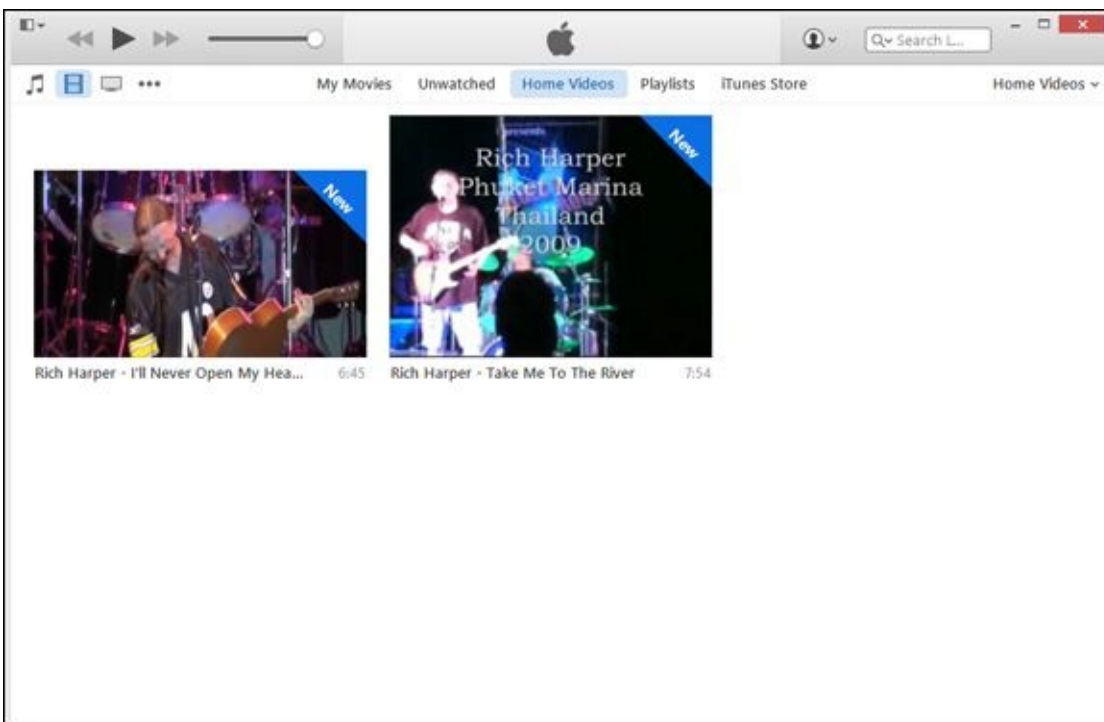 Search L...
My Movies Unwatched Home Videos Playlists iTunes Store Home Videos
New
presents
Rich Harper
Phuket Marina
Thailand
2009
New
Rich Harper - I'll Never Open My Hea... 6:45
Rich Harper - Take Me To The River 7:54